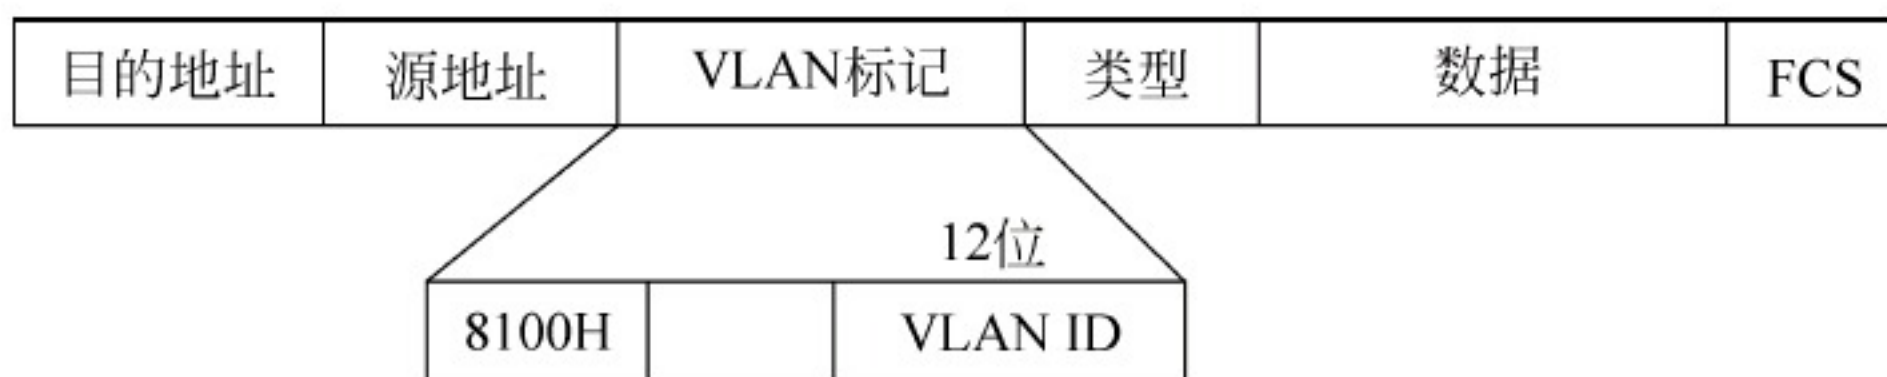 目的地址 源地址 VLAN标记 类型 数据 FCS
12位
8100H VLAN ID